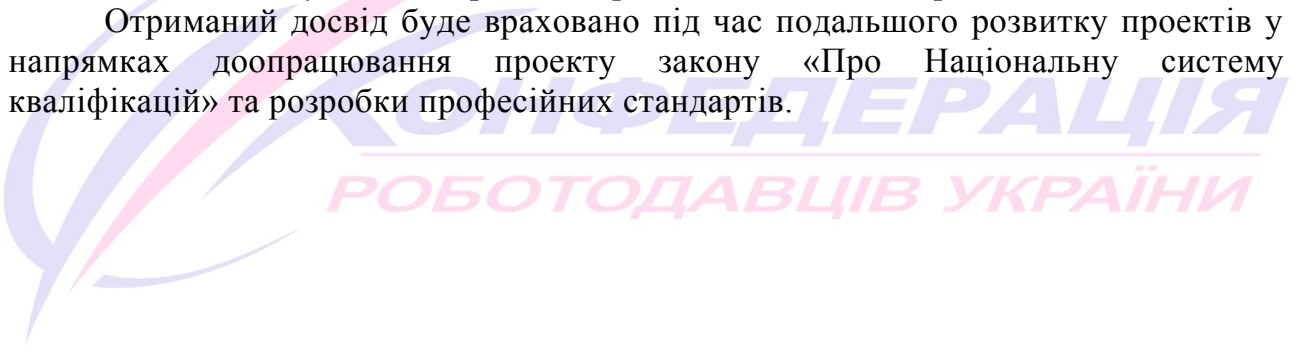 Отриманий досвід буде враховано під час подальшого розвитку проектів у
напрямках доопрацювання проекту закону «Про Національну систему
кваліфікацій» та розробки професійних стандартів.
КОНФЕДЕРАЦІЯ
РОБОТОДАВЦІВ УКРАЇНИ